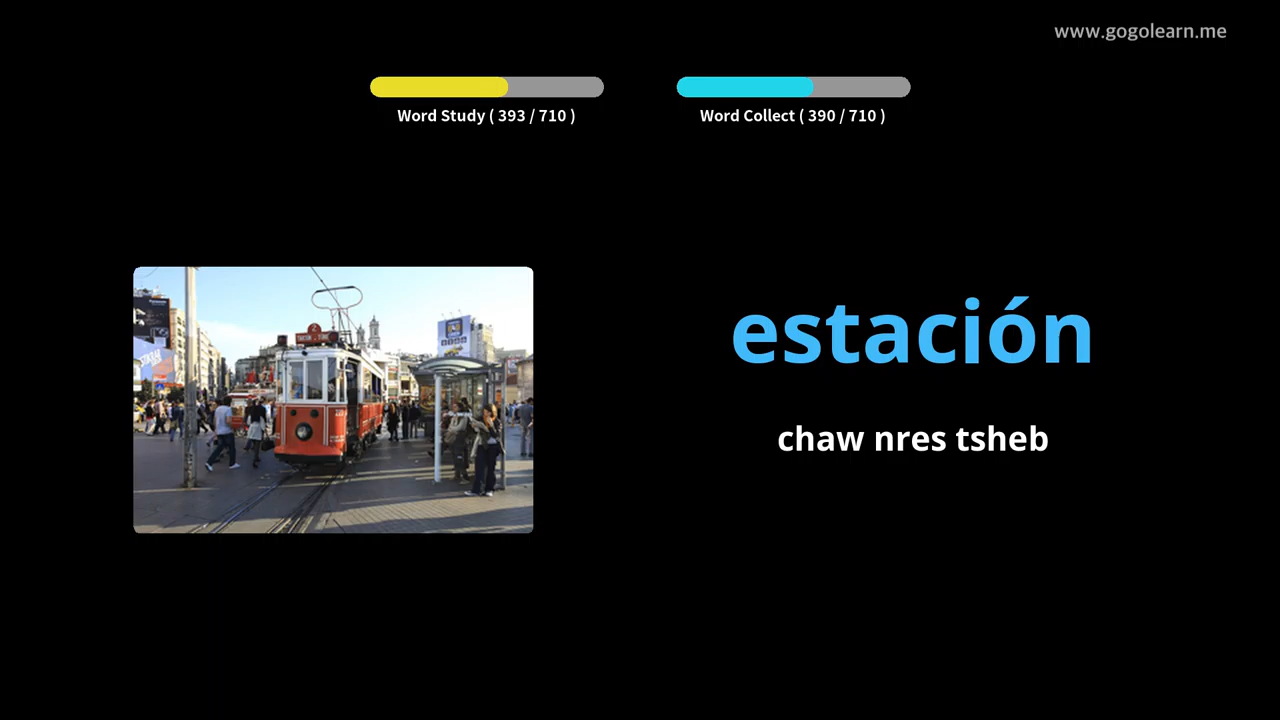 www.gogolearn.me
Word Study ( 393 / 710 )
Word Collect ( 390 / 710 )
estación
chaw nres tsheb